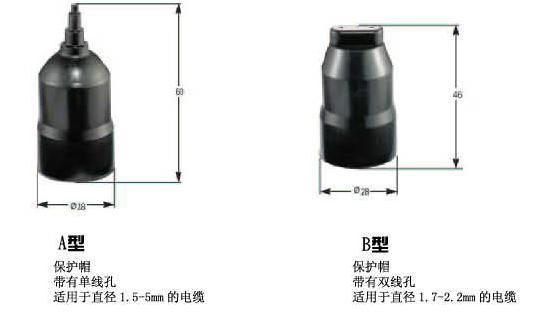 60
46
Ø28
Ø28
A型
保护帽
带有单线孔
适用于直径 1.5-5mm 的电缆
B型
保护帽
带有双线孔
适用于直径 1.7-2.2mm 的电缆